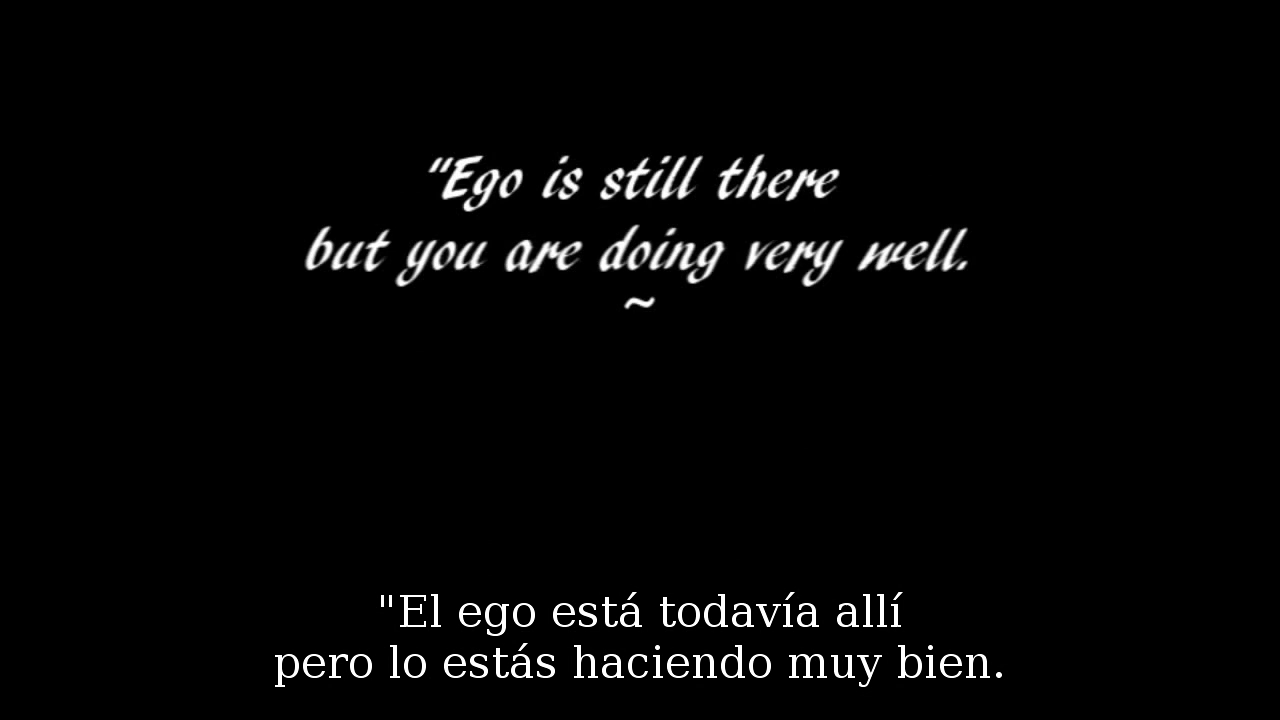 “Ego is still there
but you are doing very well.
~
"El ego está todavía allí
pero lo estás haciendo muy bien.